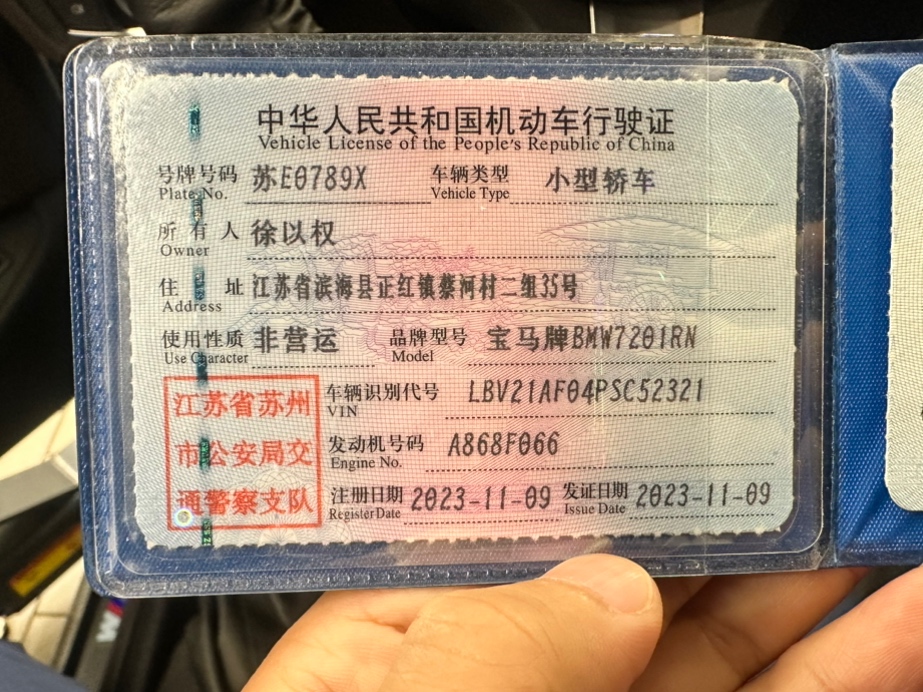 中华人民共和国机动车行驶证
Vehicle License of the People's Republic of China
号牌号码 苏E0789X 车辆类型 小型轿车
Plate No. Vehicle Type
所有人 徐以权
Owner
住址 江苏省滨海县正红镇蔡河村二组35号
Address
使用性质 非营运 品牌型号 宝马牌BMW7201RN
Use Character Model
车辆识别代号 LBV21AF04PSC52321
VIN
发动机号码 A868F066
Engine No.
注册日期 2023-11-09 发证日期 2023-11-09
Register Date Issue Date
江苏省苏州
市公安局交
通警察支队